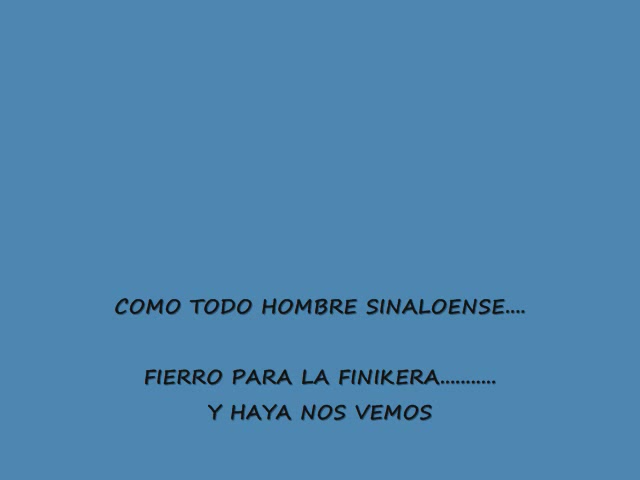 COMO TODO HOMBRE SINALOENSE....
FIERRO PARA LA FINIKERA...........
Y HAYA NOS VEMOS